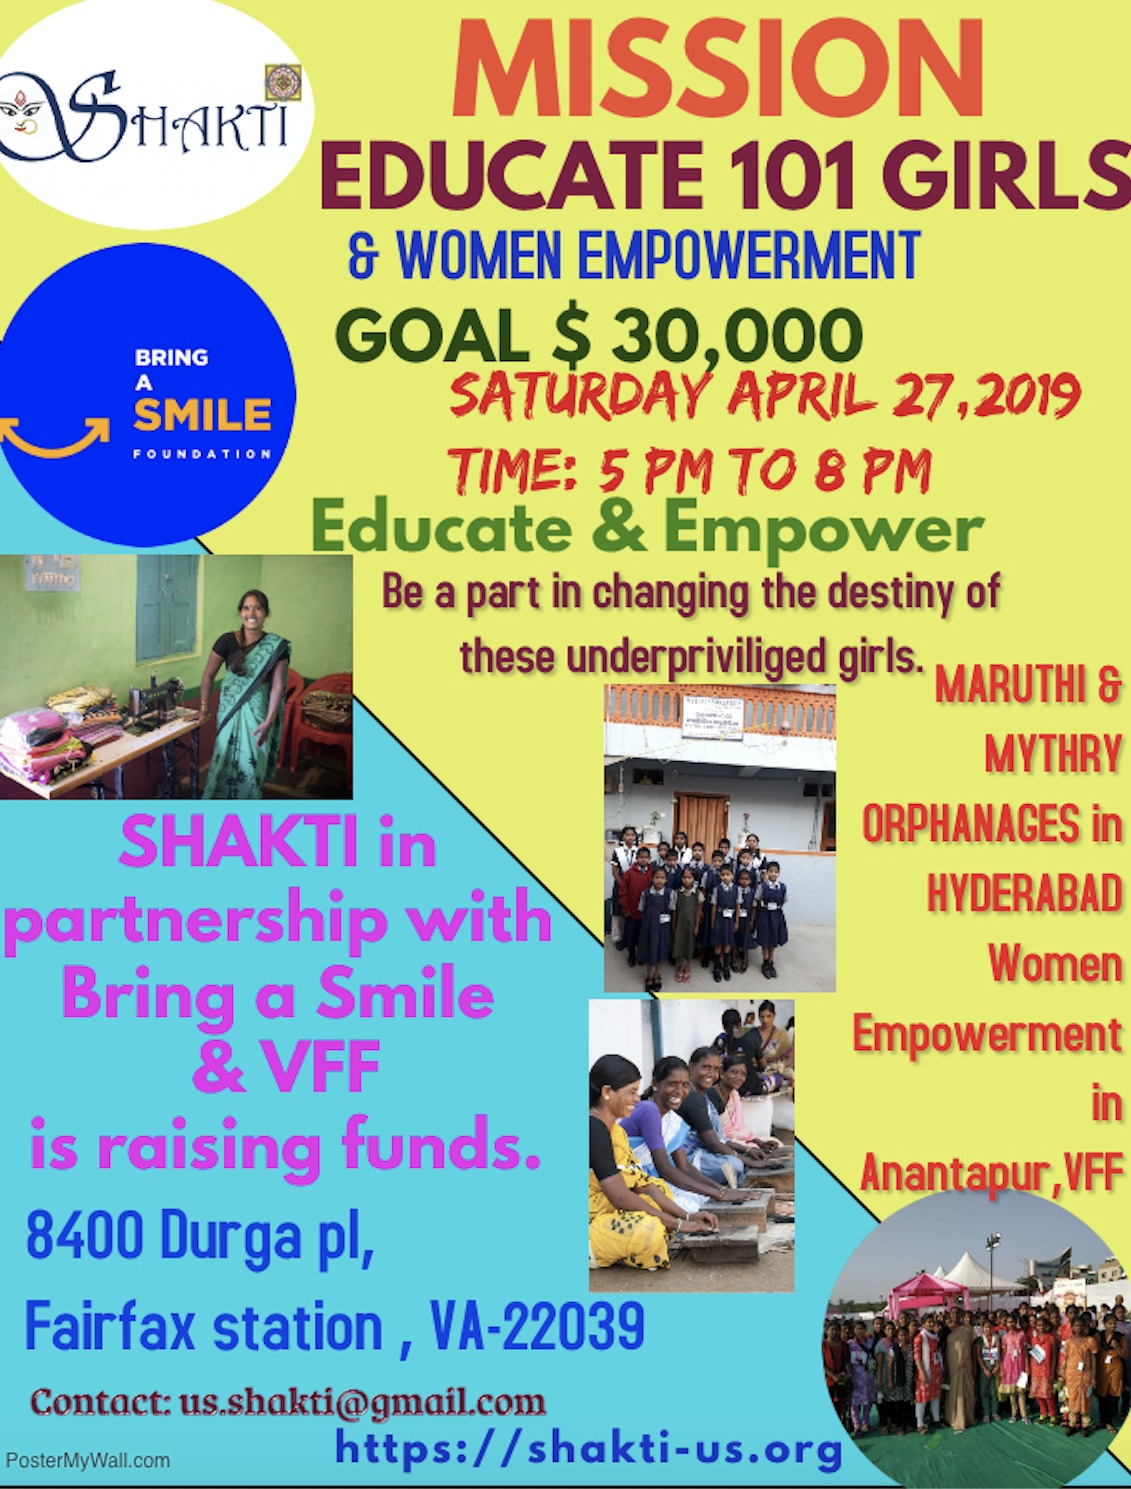 SHAKTI
MISSION
EDUCATE 101 GIRLS
& WOMEN EMPOWERMENT
GOAL $ 30,000
SATURDAY APRIL 27,2019
TIME: 5 PM TO 8 PM
BRING
A
SMILE
FOUNDATION
Educate & Empower
Be a part in changing the destiny of
these underpriviliged girls.
MARUTHI &
MYTHRY
ORPHANAGES in
HYDERABAD
Women
Empowerment
in
Anantapur,VFF
SHAKTI in
partnership with
Bring a Smile
& VFF
is raising funds.
8400 Durga pl,
Fairfax station , VA-22039
Contact: us.shakti@gmail.com
https://shakti-us.org
PosterMyWall.com